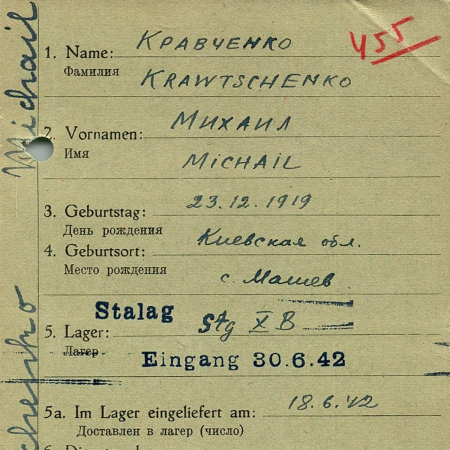 Michail
455
1. Name: Кравченко
Фамилия
Krawtschenko
2. Vornamen: Михаил
Имя
Michail
3. Geburtstag: 23.12.1919
День рождения
4. Geburtsort: Киевская обл.
Место рождения
с. Машев
Stalag
5. Lager: Stg X B
Лагерь
Eingang 30.6.42
5a. Im Lager eingeliefert am: 18.6.42
Доставлен в лагерь (число)